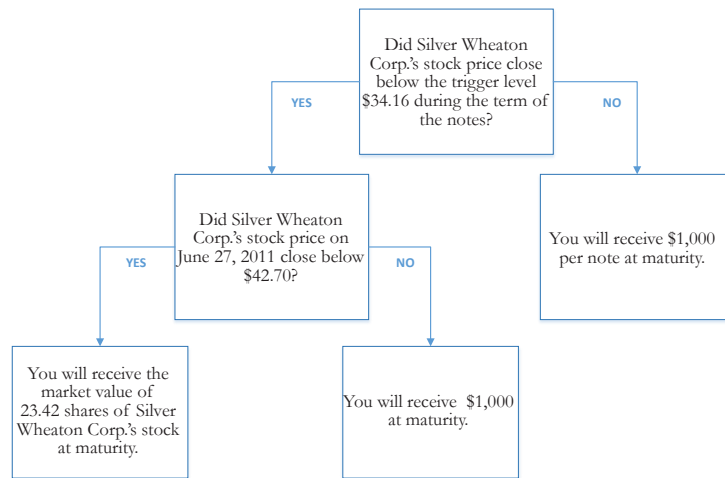 Did Silver Wheaton
Corp.'s stock price close
below the trigger level
$34.16 during the term of
the notes?
YES
NO
Did Silver Wheaton
Corp.'s stock price on
June 27, 2011 close below
$42.70?
You will receive $1,000
per note at maturity.
YES
NO
You will receive the
market value of
23.42 shares of Silver
Wheaton Corp.'s stock
at maturity.
You will receive $1,000
at maturity.